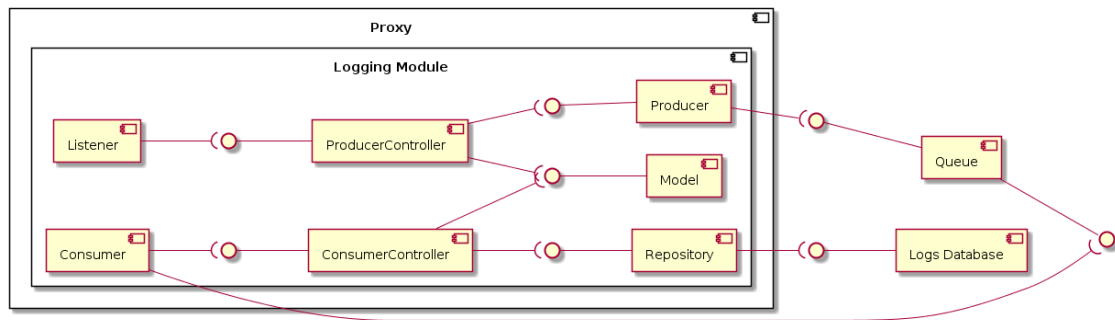 Proxy
Logging Module
Listener
ProducerController
Producer
Model
Queue
Consumer
ConsumerController
Repository
Logs Database